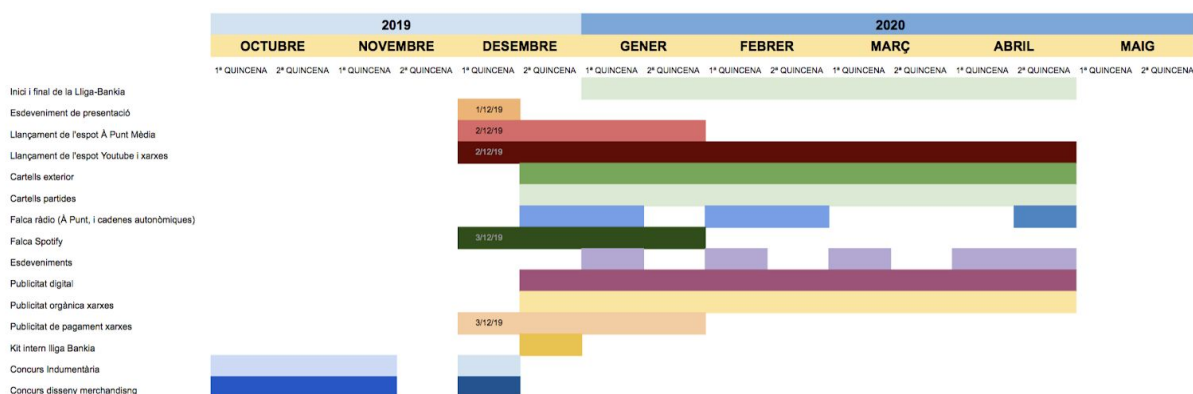 2019 2020
OCTUBRE NOVEMBRE DESEMBRE GENER FEBRER MARÇ ABRIL MAIG
1ª QUINCENA 2ª QUINCENA 1ª QUINCENA 2ª QUINCENA 1ª QUINCENA 2ª QUINCENA 1ª QUINCENA 2ª QUINCENA 1ª QUINCENA 2ª QUINCENA 1ª QUINCENA 2ª QUINCENA 1ª QUINCENA 2ª QUINCENA 1ª QUINCENA 2ª QUINCENA
Inici i final de la Lliga-Bankia
Esdeveniment de presentació 1/12/19
Llançament de l'espot À Punt Mèdia 2/12/19
Llançament de l'espot Youtube i xarxes 2/12/19
Cartells exterior
Cartells partides
Falca ràdio (À Punt, i cadenes autonòmiques)
Falca Spotify 3/12/19
Esdeveniments
Publicitat digital
Publicitat orgànica xarxes
Publicitat de pagament xarxes 3/12/19
Kit intern lliga Bankia
Concurs Indumentària
Concurs disseny merchandisng